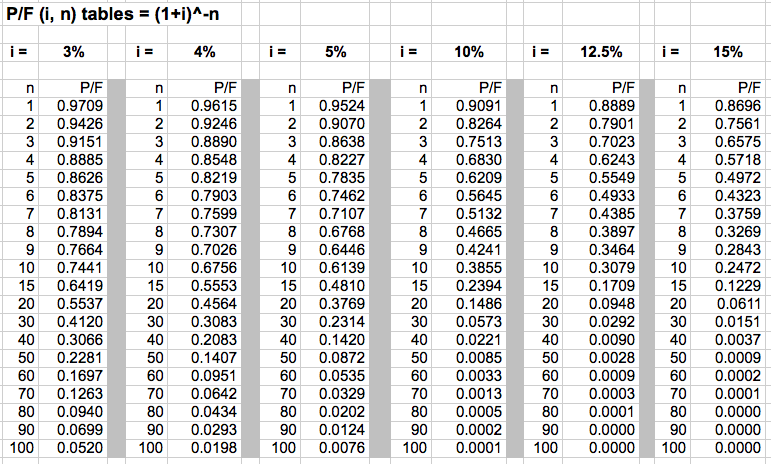 P/F (i, n) tables = (1+i)^-n
i = 3% i = 4% i = 5% i = 10% i = 12.5% i = 15%
n P/F n P/F n P/F n P/F n P/F n P/F
1 0.9709 1 0.9615 1 0.9524 1 0.9091 1 0.8889 1 0.8696
2 0.9426 2 0.9246 2 0.9070 2 0.8264 2 0.7901 2 0.7561
3 0.9151 3 0.8890 3 0.8638 3 0.7513 3 0.7023 3 0.6575
4 0.8885 4 0.8548 4 0.8227 4 0.6830 4 0.6243 4 0.5718
5 0.8626 5 0.8219 5 0.7835 5 0.6209 5 0.5549 5 0.4972
6 0.8375 6 0.7903 6 0.7462 6 0.5645 6 0.4933 6 0.4323
7 0.8131 7 0.7599 7 0.7107 7 0.5132 7 0.4385 7 0.3759
8 0.7894 8 0.7307 8 0.6768 8 0.4665 8 0.3897 8 0.3269
9 0.7664 9 0.7026 9 0.6446 9 0.4241 9 0.3464 9 0.2843
10 0.7441 10 0.6756 10 0.6139 10 0.3855 10 0.3079 10 0.2472
15 0.6419 15 0.5553 15 0.4810 15 0.2394 15 0.1709 15 0.1229
20 0.5537 20 0.4564 20 0.3769 20 0.1486 20 0.0948 20 0.0611
30 0.4120 30 0.3083 30 0.2314 30 0.0573 30 0.0292 30 0.0151
40 0.3066 40 0.2083 40 0.1420 40 0.0221 40 0.0090 40 0.0037
50 0.2281 50 0.1407 50 0.0872 50 0.0085 50 0.0028 50 0.0009
60 0.1697 60 0.0951 60 0.0535 60 0.0033 60 0.0009 60 0.0002
70 0.1263 70 0.0642 70 0.0329 70 0.0013 70 0.0003 70 0.0001
80 0.0940 80 0.0434 80 0.0202 80 0.0005 80 0.0001 80 0.0000
90 0.0699 90 0.0293 90 0.0124 90 0.0002 90 0.0000 90 0.0000
100 0.0520 100 0.0198 100 0.0076 100 0.0001 100 0.0000 100 0.0000